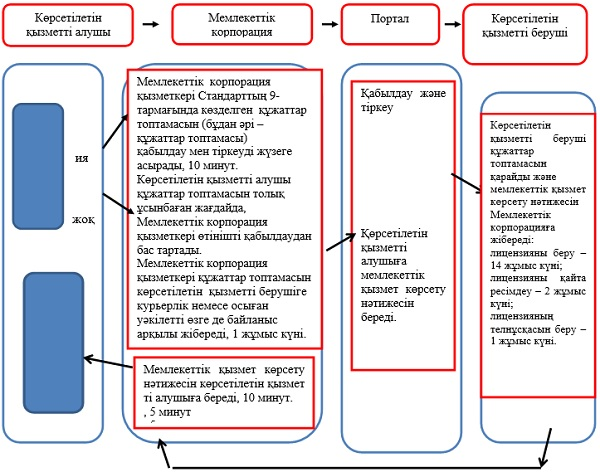 Көрсетілетін
қызметті алушы
Мемлекеттік
корпорация
Портал
Көрсетілетін
қызметті беруші
ия
жоқ
Мемлекеттік корпорация
қызметкері Стандарттың 9-
тармағында көзделген құжаттар
топтамасын (бұдан әрі –
құжаттар топтамасы)
қабылдау мен тіркеуді жүзеге
асырады, 10 минут.
Көрсетілетін қызметті алушы
құжаттар топтамасын толық
ұсынбаған жағдайда,
Мемлекеттік корпорация
қызметкері өтінішті қабылдаудан
бас тартады.
Мемлекеттік корпорация
қызметкері құжаттар топтамасын
көрсетілетін қызметті берушіге
курьерлік немесе осыған
уәкілетті өзге де байланыс
арқылы жібереді, 1 жұмыс күні.
Мемлекеттік қызмет көрсету
нәтижесін көрсетілетін қызмет
ті алушыға береді, 10 минут.
, 5 минут
Қабылдау және
тіркеу
Көрсетілетін
қызметті
алушыға
мемлекеттік
қызмет көрсету
нәтижесін
береді.
Көрсетілетін
қызметті беруші
құжаттар
топтамасын
қарайды және
мемлекеттік қызмет
көрсету нәтижесін
Мемлекеттік
корпорацияға
жібереді:
лицензияны беру –
14 жұмыс күні;
лицензияны қайта
ресімдеу – 2 жұмыс
күні;
лицензияның
телнұсқасын беру –
1 жұмыс күні.